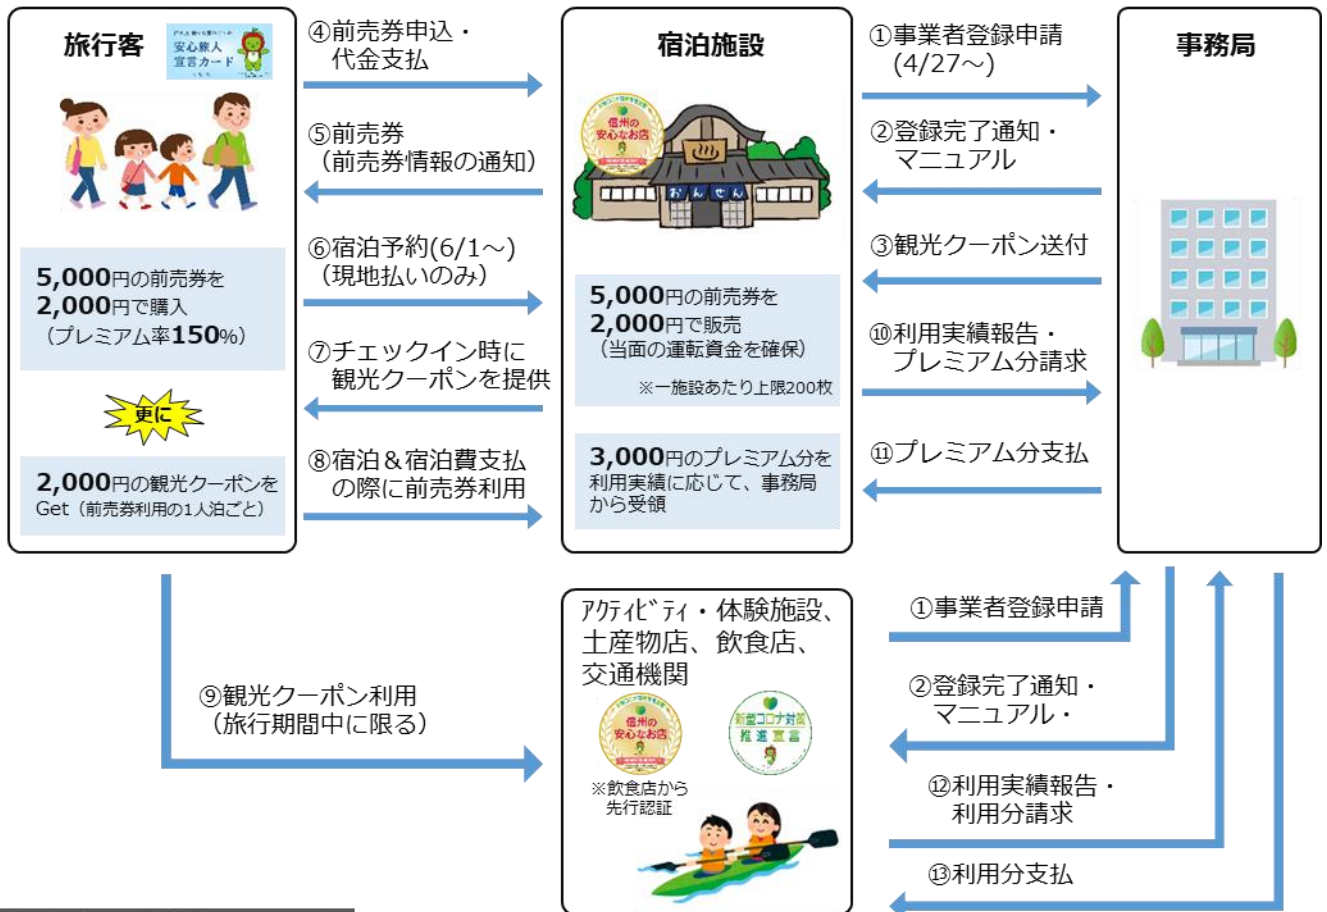 旅行客
安心旅人
宣言カード
5,000円の前売券を
2,000円で購入
（プレミアム率150%）
更に
2,000円の観光クーポンを
Get（前売券利用の1人泊ごと）
④前売券申込・
代金支払
⑤前売券
（前売券情報の通知）
⑥宿泊予約(6/1～)
（現地払いのみ）
⑦チェックイン時に
観光クーポンを提供
⑧宿泊＆宿泊費支払
の際に前売券利用
宿泊施設
信州の
安心なお店
おんせん
5,000円の前売券を
2,000円で販売
（当面の運転資金を確保）
※一施設あたり上限200枚
3,000円のプレミアム分を
利用実績に応じて、事務局
から受領
①事業者登録申請
(4/27～)
②登録完了通知・
マニュアル
③観光クーポン送付
⑩利用実績報告・
プレミアム分請求
⑪プレミアム分支払
事務局
⑨観光クーポン利用
（旅行期間中に限る）
ｱｸﾃｨﾋﾞﾃｨ・体験施設、
土産物店、飲食店、
交通機関
信州の
安心なお店
新型コロナ対策
推進宣言
※飲食店から
先行認証
①事業者登録申請
②登録完了通知・
マニュアル・
⑫利用実績報告・
利用分請求
⑬利用分支払